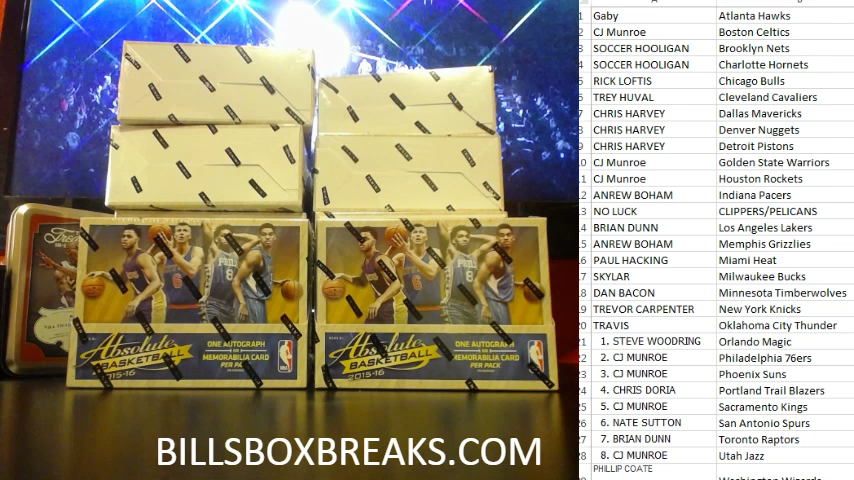 1 Gaby Atlanta Hawks
2 CJ Munroe Boston Celtics
3 SOCCER HOOLIGAN Brooklyn Nets
4 SOCCER HOOLIGAN Charlotte Hornets
5 RICK LOFTIS Chicago Bulls
6 TREY HUVAL Cleveland Cavaliers
7 CHRIS HARVEY Dallas Mavericks
8 CHRIS HARVEY Denver Nuggets
9 CHRIS HARVEY Detroit Pistons
10 CJ Munroe Golden State Warriors
11 CJ Munroe Houston Rockets
12 ANREW BOHAM Indiana Pacers
13 NO LUCK CLIPPERS/PELICANS
14 BRIAN DUNN Los Angeles Lakers
15 ANREW BOHAM Memphis Grizzlies
16 PAUL HACKING Miami Heat
17 SKYLAR Milwaukee Bucks
18 DAN BACON Minnesota Timberwolves
19 TREVOR CARPENTER New York Knicks
20 TRAVIS Oklahoma City Thunder
21 1. STEVE WOODRING Orlando Magic
22 2. CJ MUNROE Philadelphia 76ers
23 3. CJ MUNROE Phoenix Suns
24 4. CHRIS DORIA Portland Trail Blazers
25 5. CJ MUNROE Sacramento Kings
26 6. NATE SUTTON San Antonio Spurs
27 7. BRIAN DUNN Toronto Raptors
28 8. CJ MUNROE Utah Jazz
PHILLIP COATE
Washington Wizards
Absolute
BASKETBALL
2015-16
ONE AUTOGRAPH
OR
MEMORABILIA CARD
PER PACK
Absolute
BASKETBALL
2015-16
ONE AUTOGRAPH
OR
MEMORABILIA CARD
PER PACK
BILLSBOXBREAKS.COM